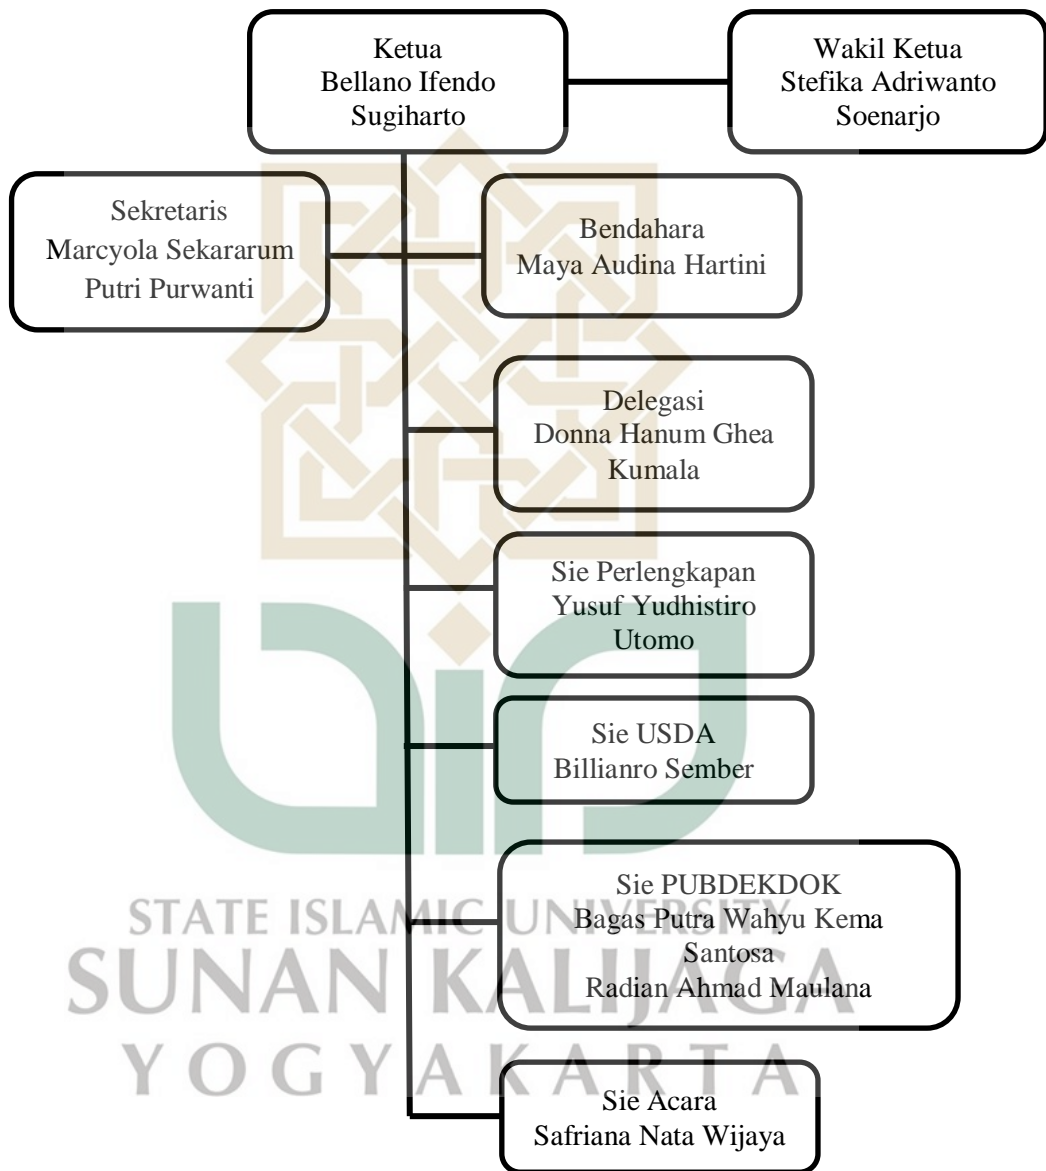 Ketua
Bellano Ifendo
Sugiharto
Wakil Ketua
Stefika Adriwanto
Soenarjo
Sekretaris
Marcyola Sekararum
Putri Purwanti
Bendahara
Maya Audina Hartini
Delegasi
Donna Hanum Ghea
Kumala
Sie Perlengkapan
Yusuf Yudhistiro
Utomo
Sie USDA
Billianro Sember
Sie PUBDEKDOK
Bagas Putra Wahyu Kema
Santosa
Radian Ahmad Maulana
Sie Acara
Safriana Nata Wijaya
STATE ISLAMIC UNIVERSITY
SUNAN KALIJAGA
YOGYAKARTA